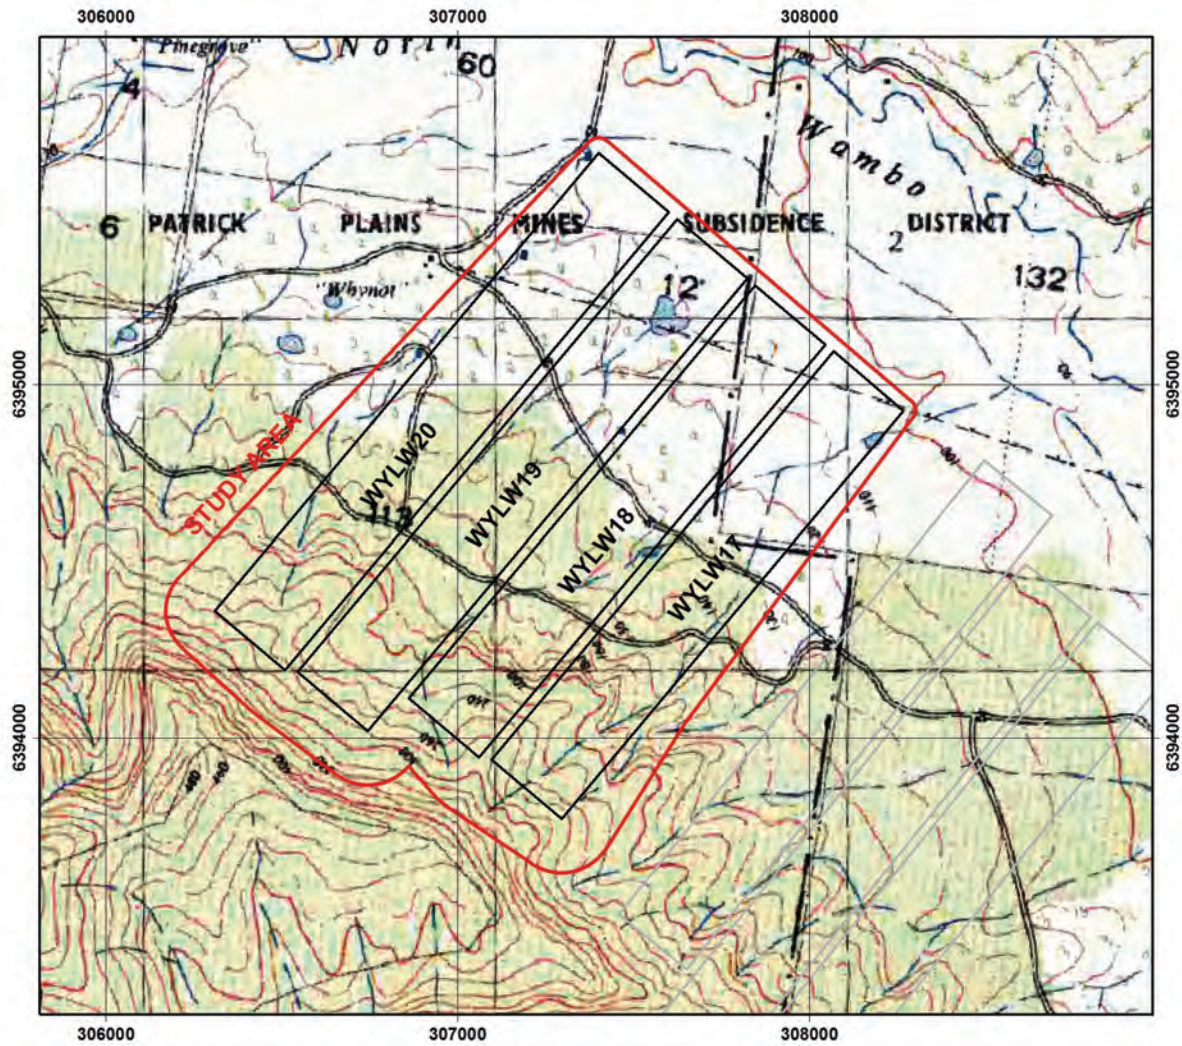 306000 307000 308000
Pinegrove" North
60
4
Wambo
6 PATRICK PLAINS MINES SUBSIDENCE DISTRICT
2
12 132
"Whynot"
6395000 6395000
STUDY AREA
WYLW20
113
WYLW19
WYLW18
WYLW17
6394000 6394000
306000 307000 308000